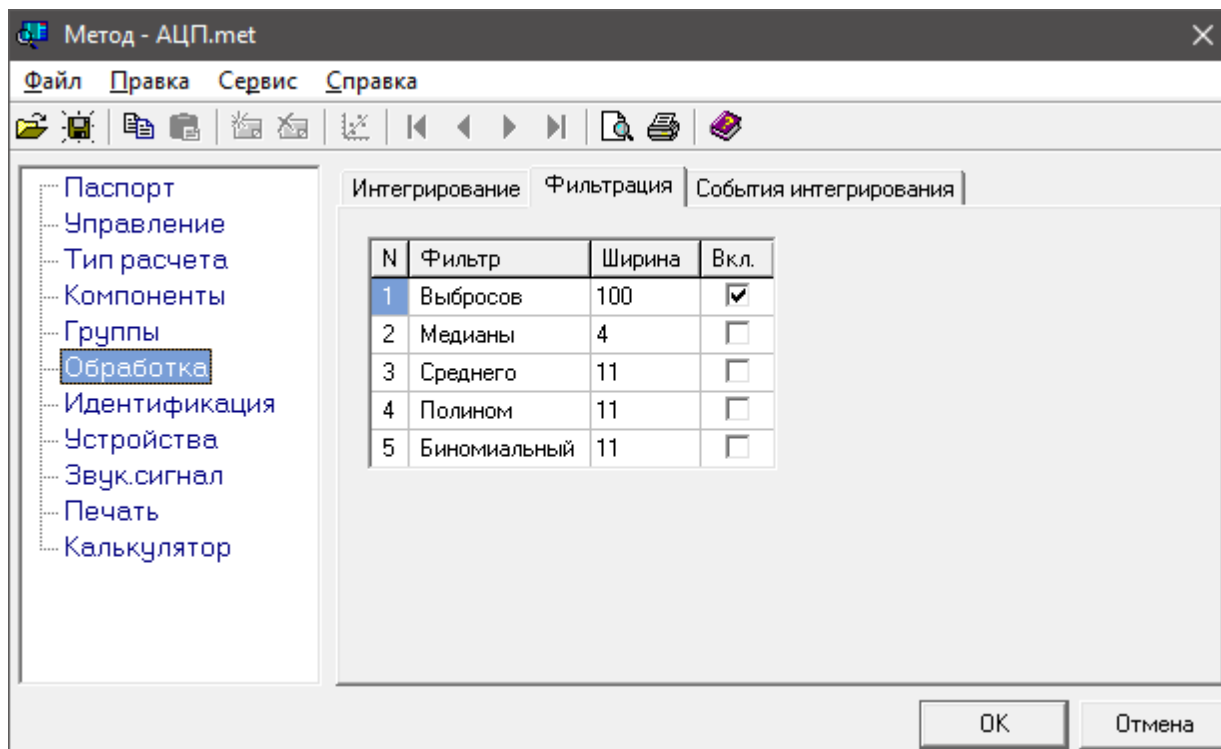 Метод - АЦП.met
Файл Правка Сервис Справка
Паспорт
Управление
Тип расчета
Компоненты
Группы
Обработка
Идентификация
Устройства
Звук.сигнал
Печать
Калькулятор
Интегрирование Фильтрация События интегрирования
N Фильтр Ширина Вкл.
1 Выбросов 100
2 Медианы 4
3 Среднего 11
4 Полином 11
5 Биномиальный 11
OK Отмена